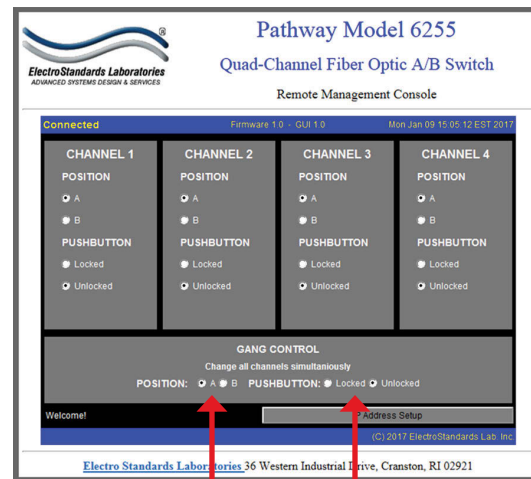 Pathway Model 6255
®
Quad-Channel Fiber Optic A/B Switch
ElectroStandards Laboratories
ADVANCED SYSTEMS DESIGN & SERVICES
Remote Management Console
Connected Firmware 1.0 - GUI 1.0 Mon Jan 09 15:05:12 EST 2017
CHANNEL 1 CHANNEL 2 CHANNEL 3 CHANNEL 4
POSITION POSITION POSITION POSITION
A A A A
B B B B
PUSHBUTTON PUSHBUTTON PUSHBUTTON PUSHBUTTON
Locked Locked Locked Locked
Unlocked Unlocked Unlocked Unlocked
GANG CONTROL
Change all channels simultaniously
POSITION: A B PUSHBUTTON: Locked Unlocked
Welcome! Address Setup
(C) 2017 ElectroStandards Lab. Inc.
Electro Standards Laboratories 36 Western Industrial Drive, Cranston, RI 02921